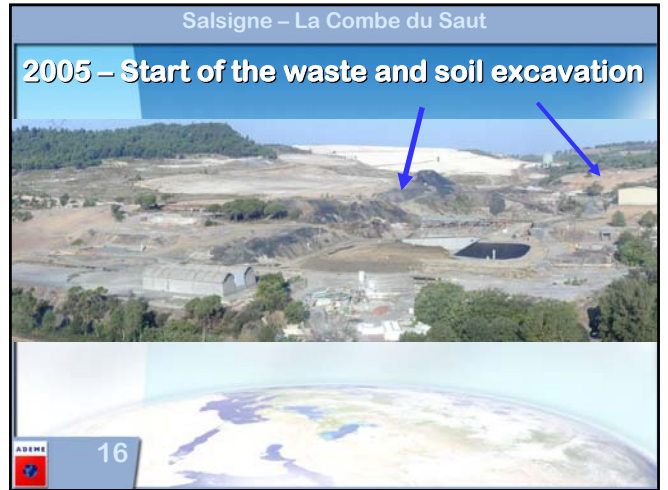 Salsigne – La Combe du Saut
2005 – Start of the waste and soil excavation
ADEME
16